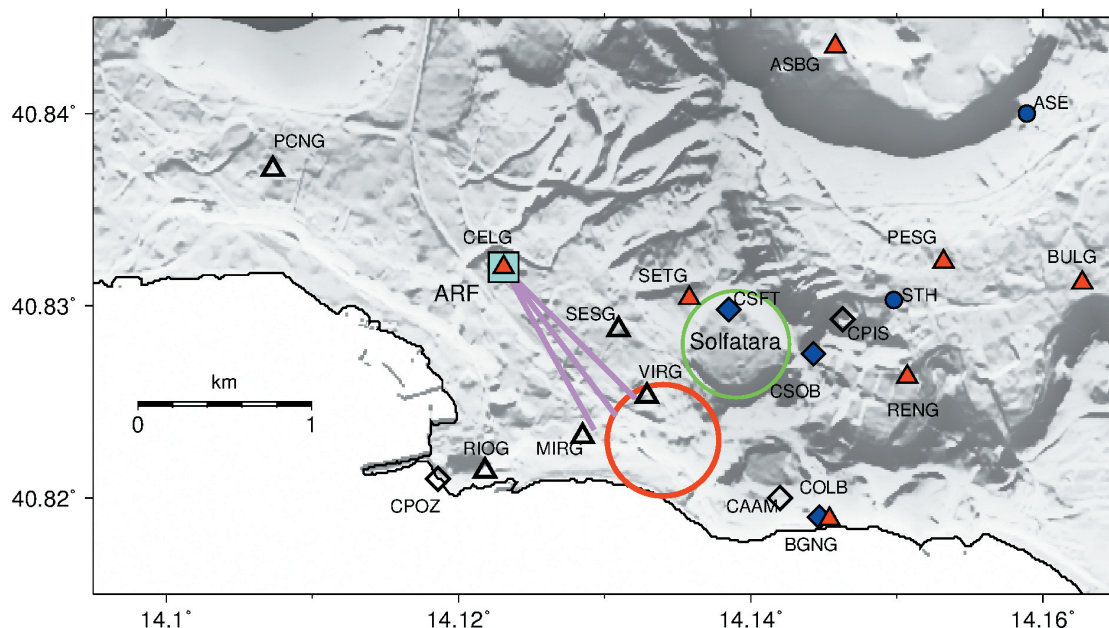 ASBG
40.84°
ASE
PCNG
CELG
PESG
BULG
SETG
ARF
STH
40.83°
CSFT
SESG
CPIS
Solfatara
km
VIRG
CSOB
RENG
0 1
MIRG
RIOG
COLB
40.82°
CPOZ
CAAM
BGNG
14.1° 14.12° 14.14° 14.16°